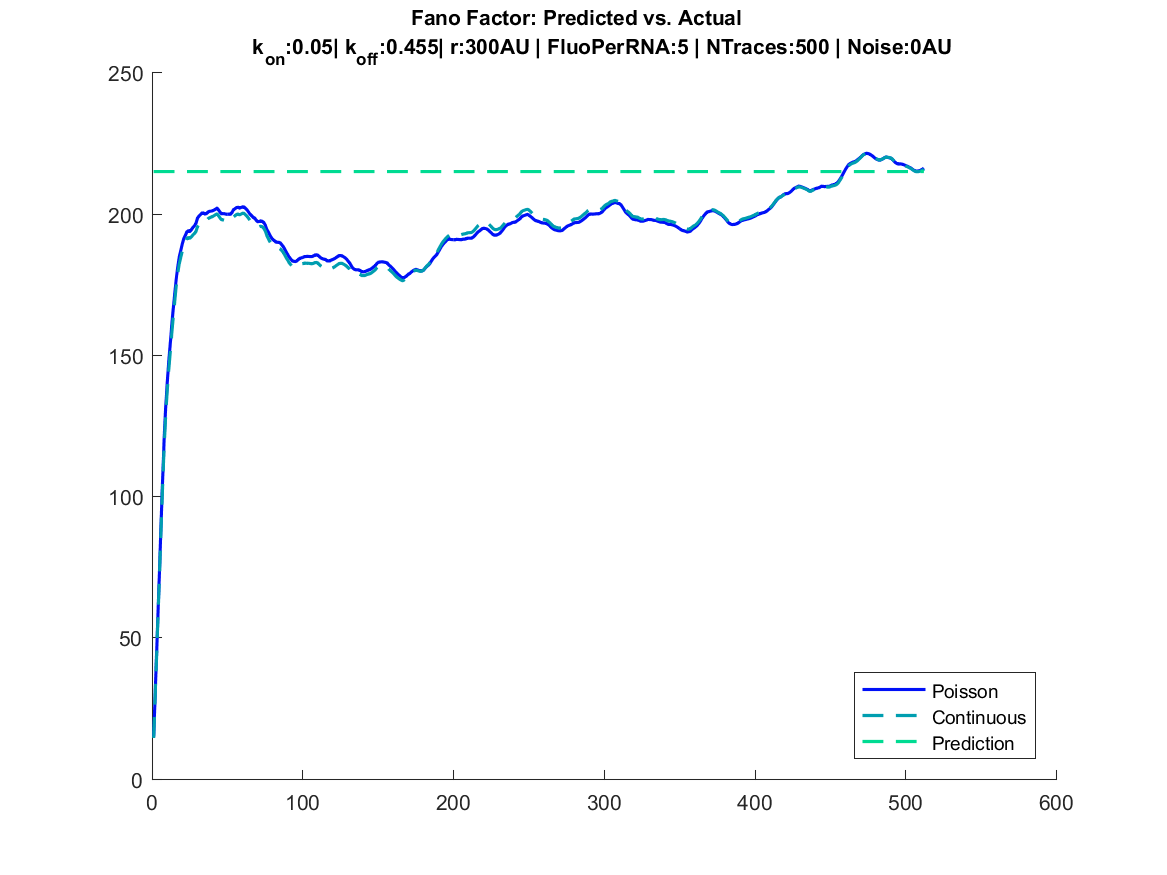 Fano Factor: Predicted vs. Actual
kon:0.05| koff:0.455| r:300AU | FluoPerRNA:5 | NTraces:500 | Noise:0AU
250
200
150
100
50
0
0 100 200 300 400 500 600
Poisson
Continuous
Prediction